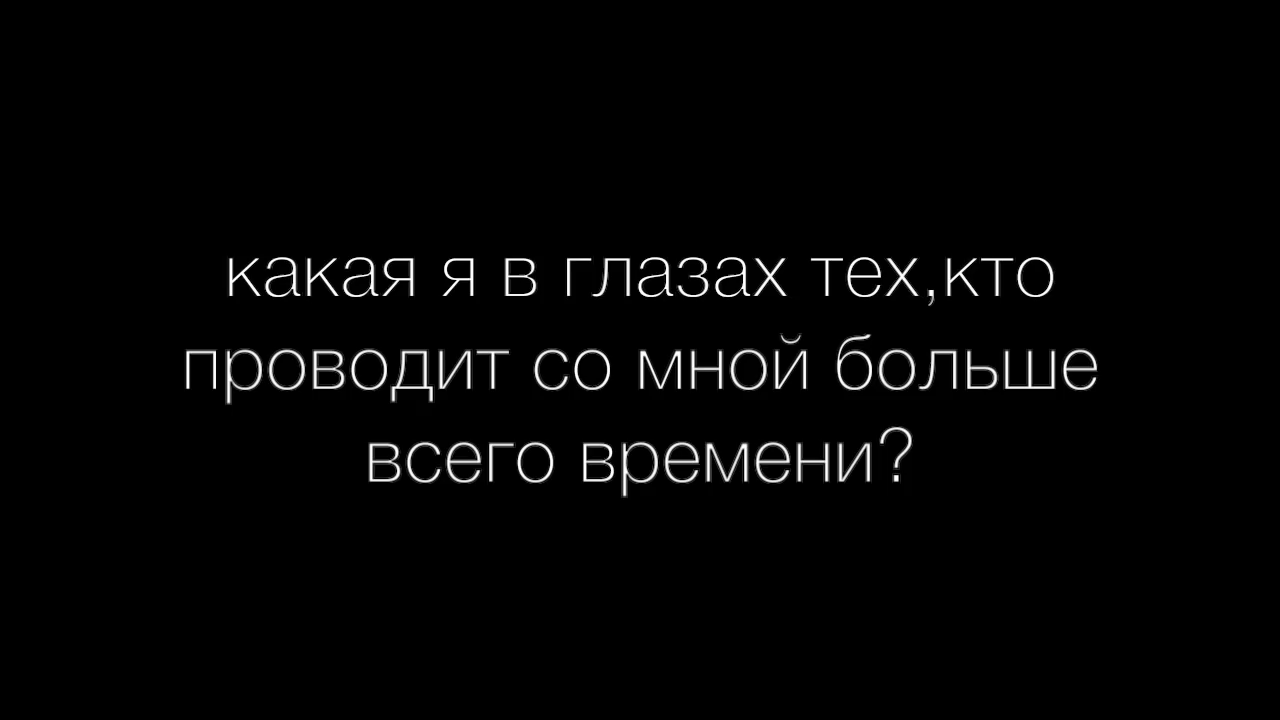 какая я в глазах тех,кто
проводит со мной больше
всего времени?